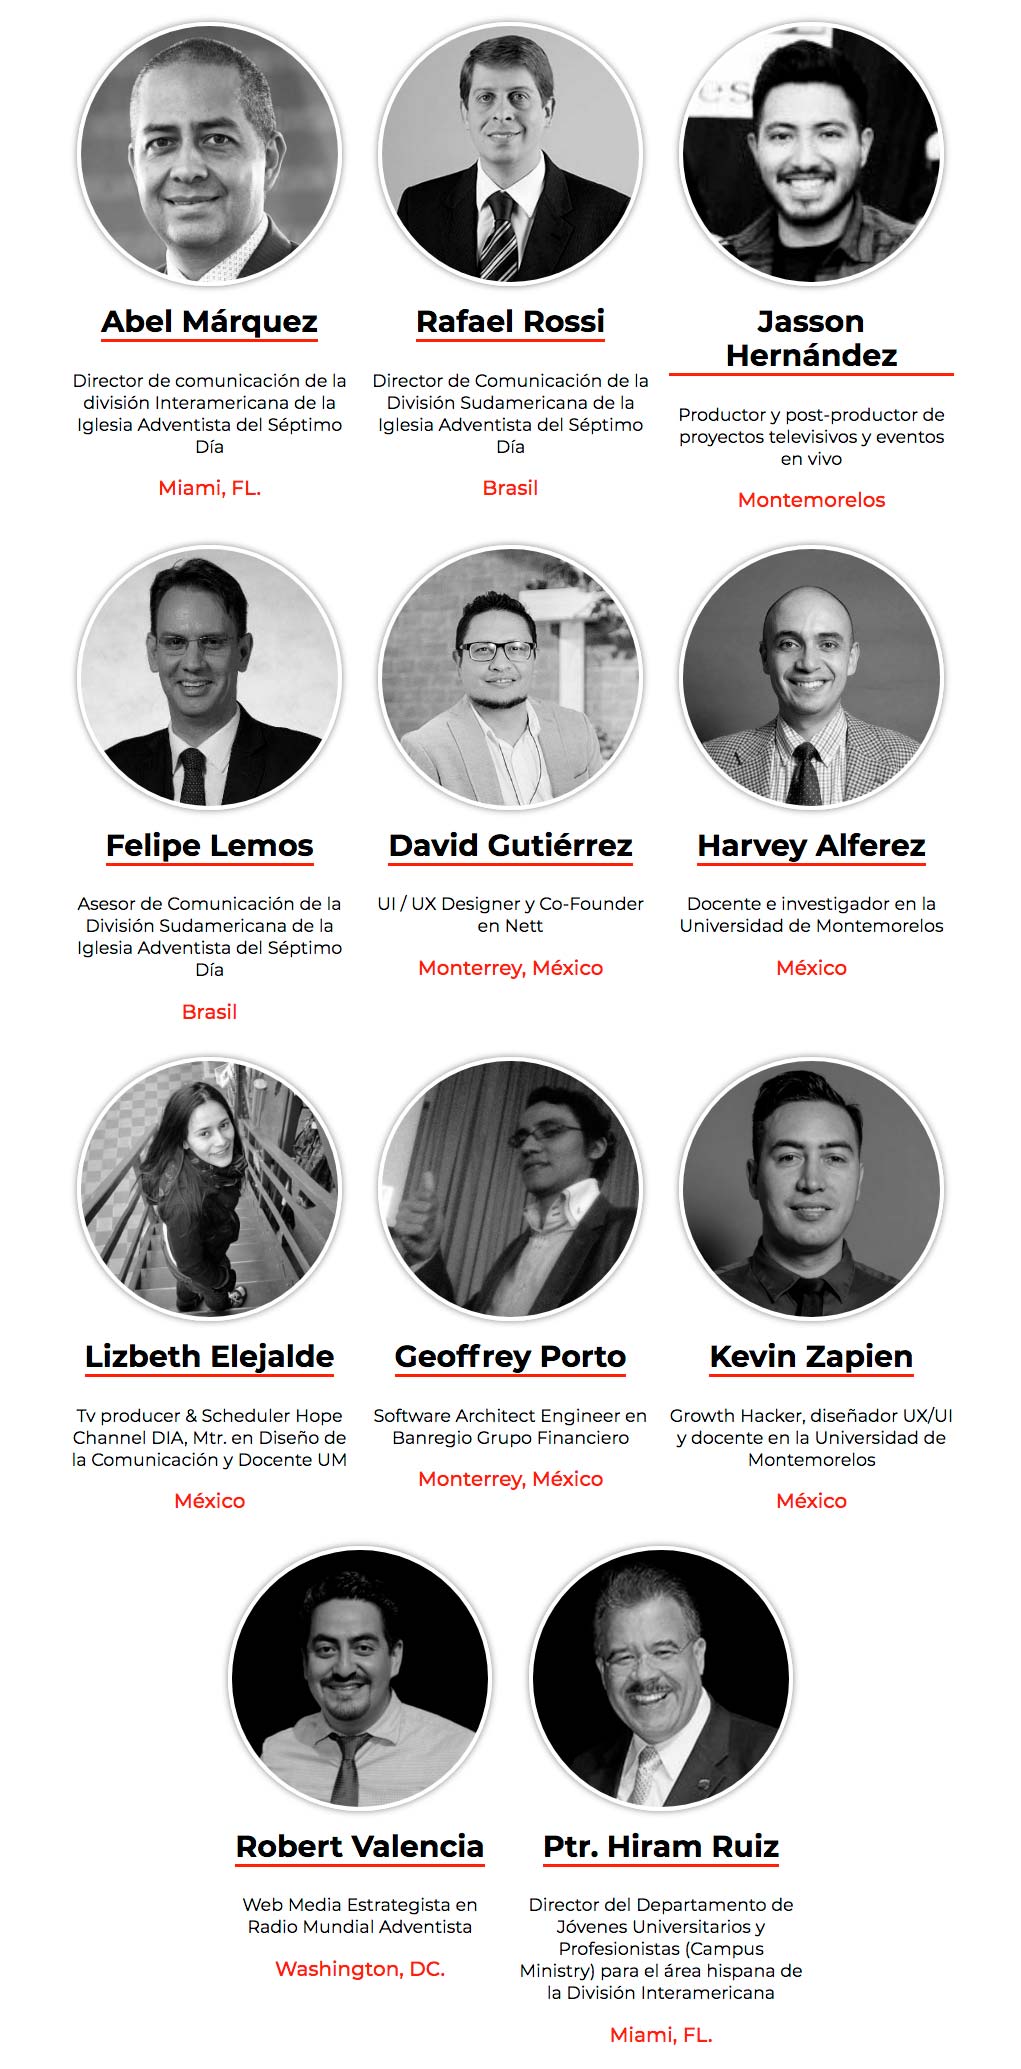 es
Abel Márquez
Director de comunicación de la
división Interamericana de la
Iglesia Adventista del Séptimo
Día
Miami, FL.
Rafael Rossi
Director de Comunicación de la
División Sudamericana de la
Iglesia Adventista del Séptimo
Día
Brasil
Jasson
Hernández
Productor y post-productor de
proyectos televisivos y eventos
en vivo
Montemorelos
Felipe Lemos
Asesor de Comunicación de la
División Sudamericana de la
Iglesia Adventista del Séptimo
Día
Brasil
David Gutiérrez
UI / UX Designer y Co-Founder
en Nett
Monterrey, México
Harvey Alferez
Docente e investigador en la
Universidad de Montemorelos
México
Lizbeth Elejalde
Tv producer & Scheduler Hope
Channel DIA, Mtr. en Diseño de
la Comunicación y Docente UM
México
Geoffrey Porto
Software Architect Engineer en
Banregio Grupo Financiero
Monterrey, México
Kevin Zapien
Growth Hacker, diseñador UX/UI
y docente en la Universidad de
Montemorelos
México
Robert Valencia
Web Media Estrategista en
Radio Mundial Adventista
Washington, DC.
Ptr. Hiram Ruiz
Director del Departamento de
Jóvenes Universitarios y
Profesionistas (Campus
Ministry) para el área hispana de
la División Interamericana
Miami, FL.